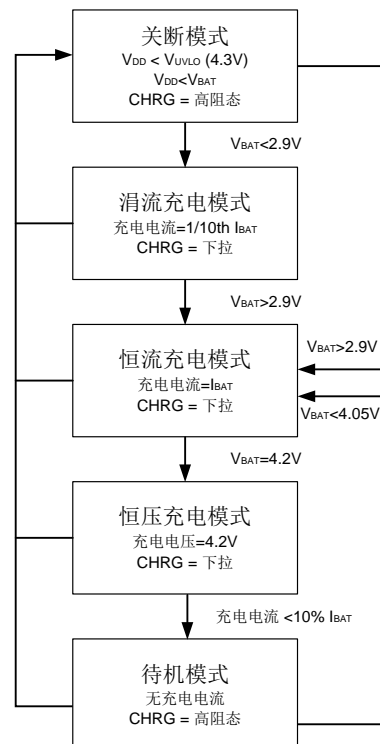 关断模式
VDD < VUVLO (4.3V)
VDD<VBAT
CHRG = 高阻态
VBAT<2.9V
涓流充电模式
充电电流=1/10th IBAT
CHRG = 下拉
VBAT>2.9V
恒流充电模式
充电电流=IBAT
CHRG = 下拉
VBAT>2.9V
VBAT<4.05V
VBAT=4.2V
恒压充电模式
充电电压=4.2V
CHRG = 下拉
充电电流 <10% IBAT
待机模式
无充电电流
CHRG = 高阻态